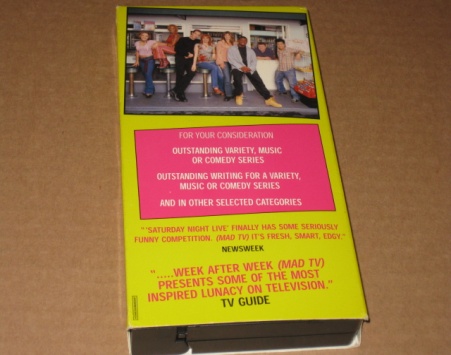 FOR YOUR CONSIDERATION
OUTSTANDING VARIETY, MUSIC
OR COMEDY SERIES
OUTSTANDING WRITING FOR A VARIETY,
MUSIC OR COMEDY SERIES
AND IN OTHER SELECTED CATEGORIES
"'SATURDAY NIGHT LIVE' FINALLY HAS SOME SERIOUSLY
FUNNY COMPETITION. (MAD TV) IT'S FRESH, SMART, EDGY."
NEWSWEEK
".....WEEK AFTER WEEK (MAD TV)
PRESENTS SOME OF THE MOST
INSPIRED LUNACY ON TELEVISION."
TV GUIDE